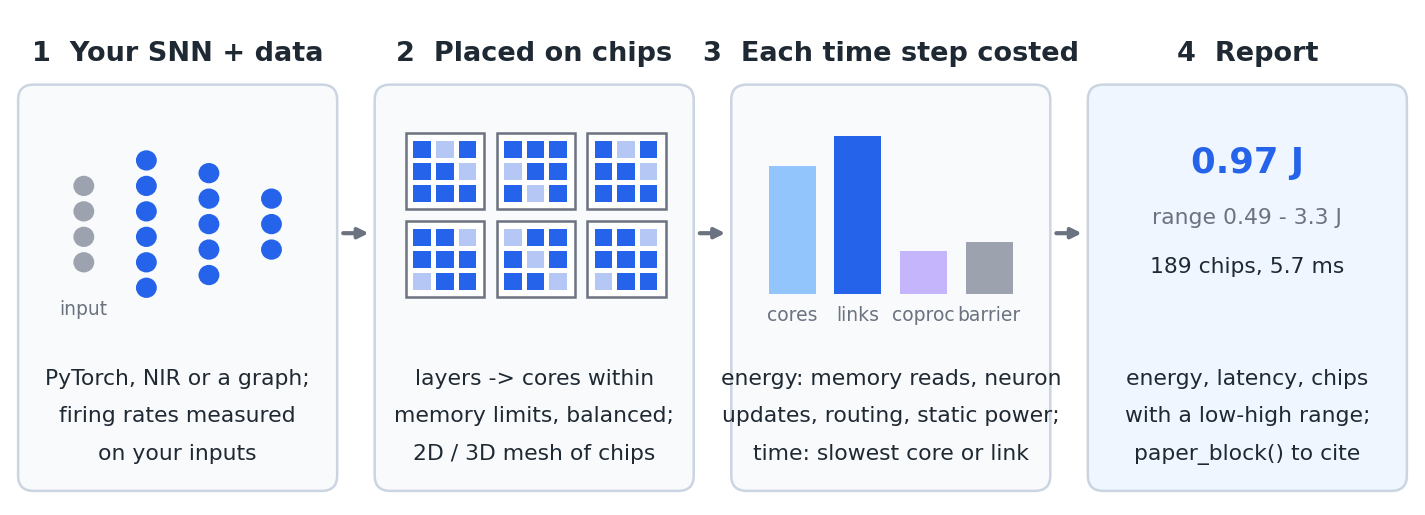 1 Your SNN + data
input
PyTorch, NIR or a graph;
firing rates measured
on your inputs
2 Placed on chips
layers -> cores within
memory limits, balanced;
2D / 3D mesh of chips
3 Each time step costed
cores links coproc barrier
energy: memory reads, neuron
updates, routing, static power;
time: slowest core or link
4 Report
0.97 J
range 0.49 - 3.3 J
189 chips, 5.7 ms
energy, latency, chips
with a low-high range;
paper_block() to cite